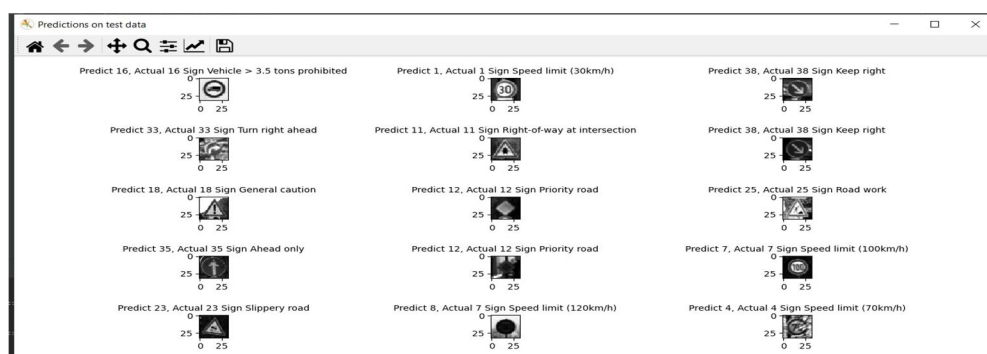 Predictions on test data
Predict 16, Actual 16 Sign Vehicle > 3.5 tons prohibited
0
25
0 25
Predict 1, Actual 1 Sign Speed limit (30km/h)
0
30
25
0 25
Predict 38, Actual 38 Sign Keep right
0
25
0 25
Predict 33, Actual 33 Sign Turn right ahead
0
25
0 25
Predict 11, Actual 11 Sign Right-of-way at intersection
0
25
0 25
Predict 38, Actual 38 Sign Keep right
0
25
0 25
Predict 18, Actual 18 Sign General caution
0
25
0 25
Predict 12, Actual 12 Sign Priority road
0
25
0 25
Predict 25, Actual 25 Sign Road work
0
25
0 25
Predict 35, Actual 35 Sign Ahead only
0
25
0 25
Predict 12, Actual 12 Sign Priority road
0
25
0 25
Predict 7, Actual 7 Sign Speed limit (100km/h)
0
100
25
0 25
Predict 23, Actual 23 Sign Slippery road
0
25
0 25
Predict 8, Actual 7 Sign Speed limit (120km/h)
0
25
0 25
Predict 4, Actual 4 Sign Speed limit (70km/h)
0
25
0 25